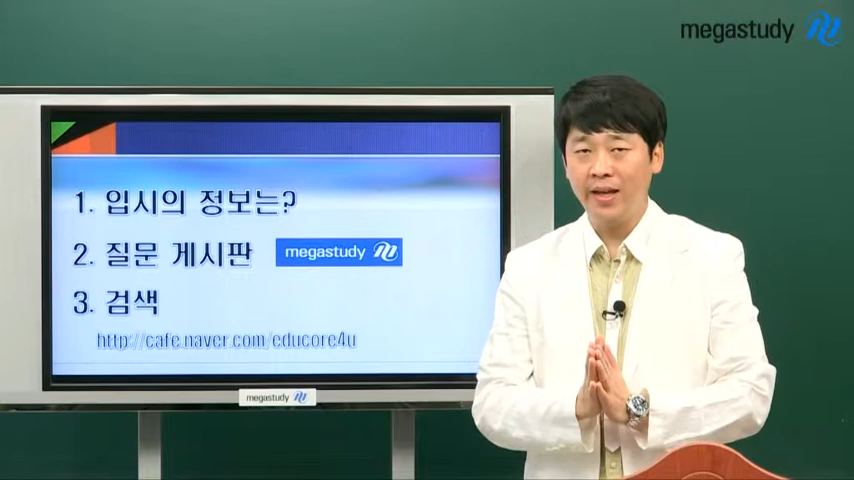 megastudy
1. 입시의 정보는?
2. 질문 게시판 megastudy
3. 검색
http://cafe.naver.com/educore4u
megastudy